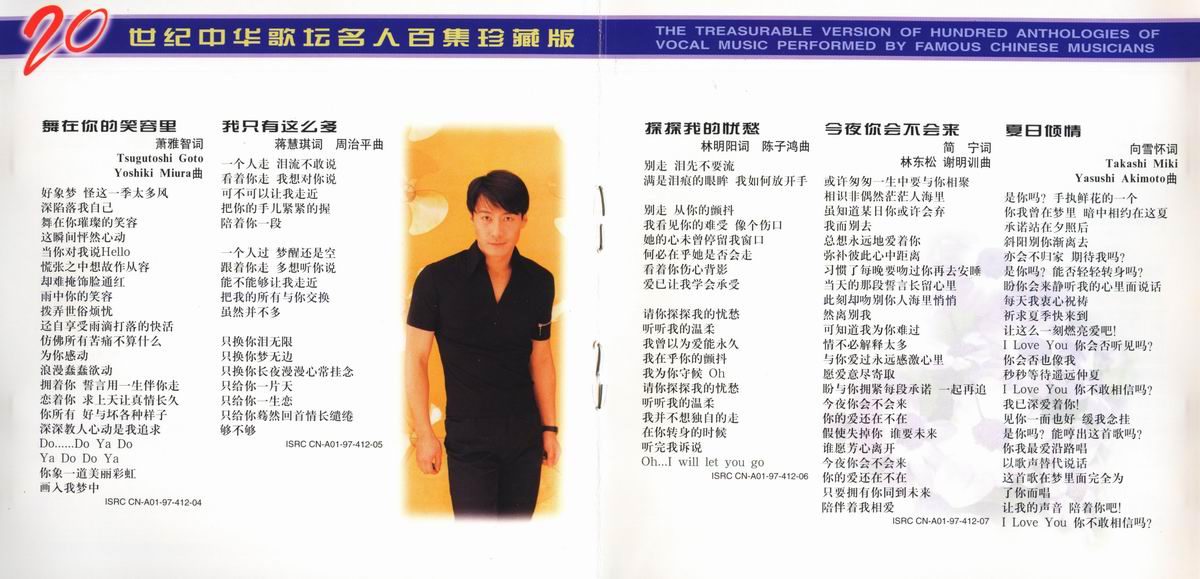 20世纪中华歌坛名人百集珍藏版
THE TREASURABLE VERSION OF HUNDRED ANTHOLOGIES OF
VOCAL MUSIC PERFORMED BY FAMOUS CHINESE MUSICIANS
舞在你的笑容里
萧雅智词
Tsugutoshi Goto
Yoshiki Miura曲
好象梦 怪这一季太多风
深陷落我自己
舞在你璀璨的笑容
这瞬间怦然心动
当你对我说Hello
慌张之中想故作从容
却难掩饰脸通红
雨中你的笑容
拨弄世俗烦忧
迳自享受雨滴打落的快活
仿佛所有苦痛不算什么
为你感动
浪漫蠢蠢欲动
拥着你 誓言用一生伴你走
恋着你 求上天让真情长久
你所有 好与坏各种样子
深深教人心动是我追求
Do......Do Ya Do
Ya Do Do Ya
你象一道美丽彩虹
画入我梦中
ISRC CN-A01-97-412-04
我只有这么多
蒋慧琪词 周治平曲
一个人走 泪流不敢说
看着你走 我想对你说
可不可以让我走近
把你的手儿紧紧的握
陪着你一段
一个人过 梦醒还是空
跟着你走 多想听你说
能不能够让我走近
把我的所有与你交换
虽然并不多
只换你泪无限
只换你梦无边
只换你长夜漫漫心常挂念
只给你一片天
只给你一生恋
只给你蓦然回首情长缱绻
够不够
ISRC CN-A01-97-412-05
探探我的忧愁
林明阳词 陈子鸿曲
别走 泪先不要流
满是泪痕的眼眸 我如何放开手
别走 从你的颤抖
我看见你的难受 像个伤口
她的心未曾停留我窗口
何必在乎她是否会走
看着你伤心背影
爱已让我学会承受
请你探探我的忧愁
听听我的温柔
我曾以为爱能永久
我在乎你的颤抖
我为你守候 Oh
请你探探我的忧愁
听听我的温柔
我并不想独自的走
在你转身的时候
听完我诉说
Oh...I will let you go
ISRC CN-A01-97-412-06
今夜你会不会来
简 宁词
林东松 谢明训曲
或许匆匆一生中要与你相聚
相识非偶然茫茫人海里
虽知道某日你或许会弃
我而别去
总想永远地爱着你
弥补彼此心中距离
习惯了每晚要吻过你再去安睡
当天的那段誓言长留心里
此刻却吻别你人海里悄悄
然离别我
可知道我为你难过
情不必解释太多
与你爱过永远感激心里
愿爱意尽寄取
盼与你拥紧每段承诺 一起再追
今夜你会不会来
你的爱还在不在
假使失掉你 谁要未来
谁愿芳心离开
今夜你会不会来
你的爱还在不在
只要拥有你同到未来
陪伴着我相爱
ISRC CN-A01-97-412-07
夏日倾情
向雪怀词
Takashi Miki
Yasushi Akimoto曲
是你吗? 手执鲜花的一个
你我曾在梦里 暗中相约在这夏
承诺站在夕照后
斜阳别你渐离去
亦会不归家 期待我吗?
是你吗? 能否轻轻转身吗?
盼你会来静听我的心里面说话
每天我衷心祝祷
祈求夏季快来到
让这么一刻燃亮爱吧!
I Love You 你会否听见吗?
你会否也像我
秒秒等待遥远仲夏
I Love You 你不敢相信吗?
我已深爱着你!
见你一面也好 缓我念挂
是你吗? 能哼出这首歌吗?
你我最爱沿路唱
以歌声替代说话
这首歌在梦里面完全为
了你而唱
让我的声音 陪着你吧!
I Love You 你不敢相信吗?